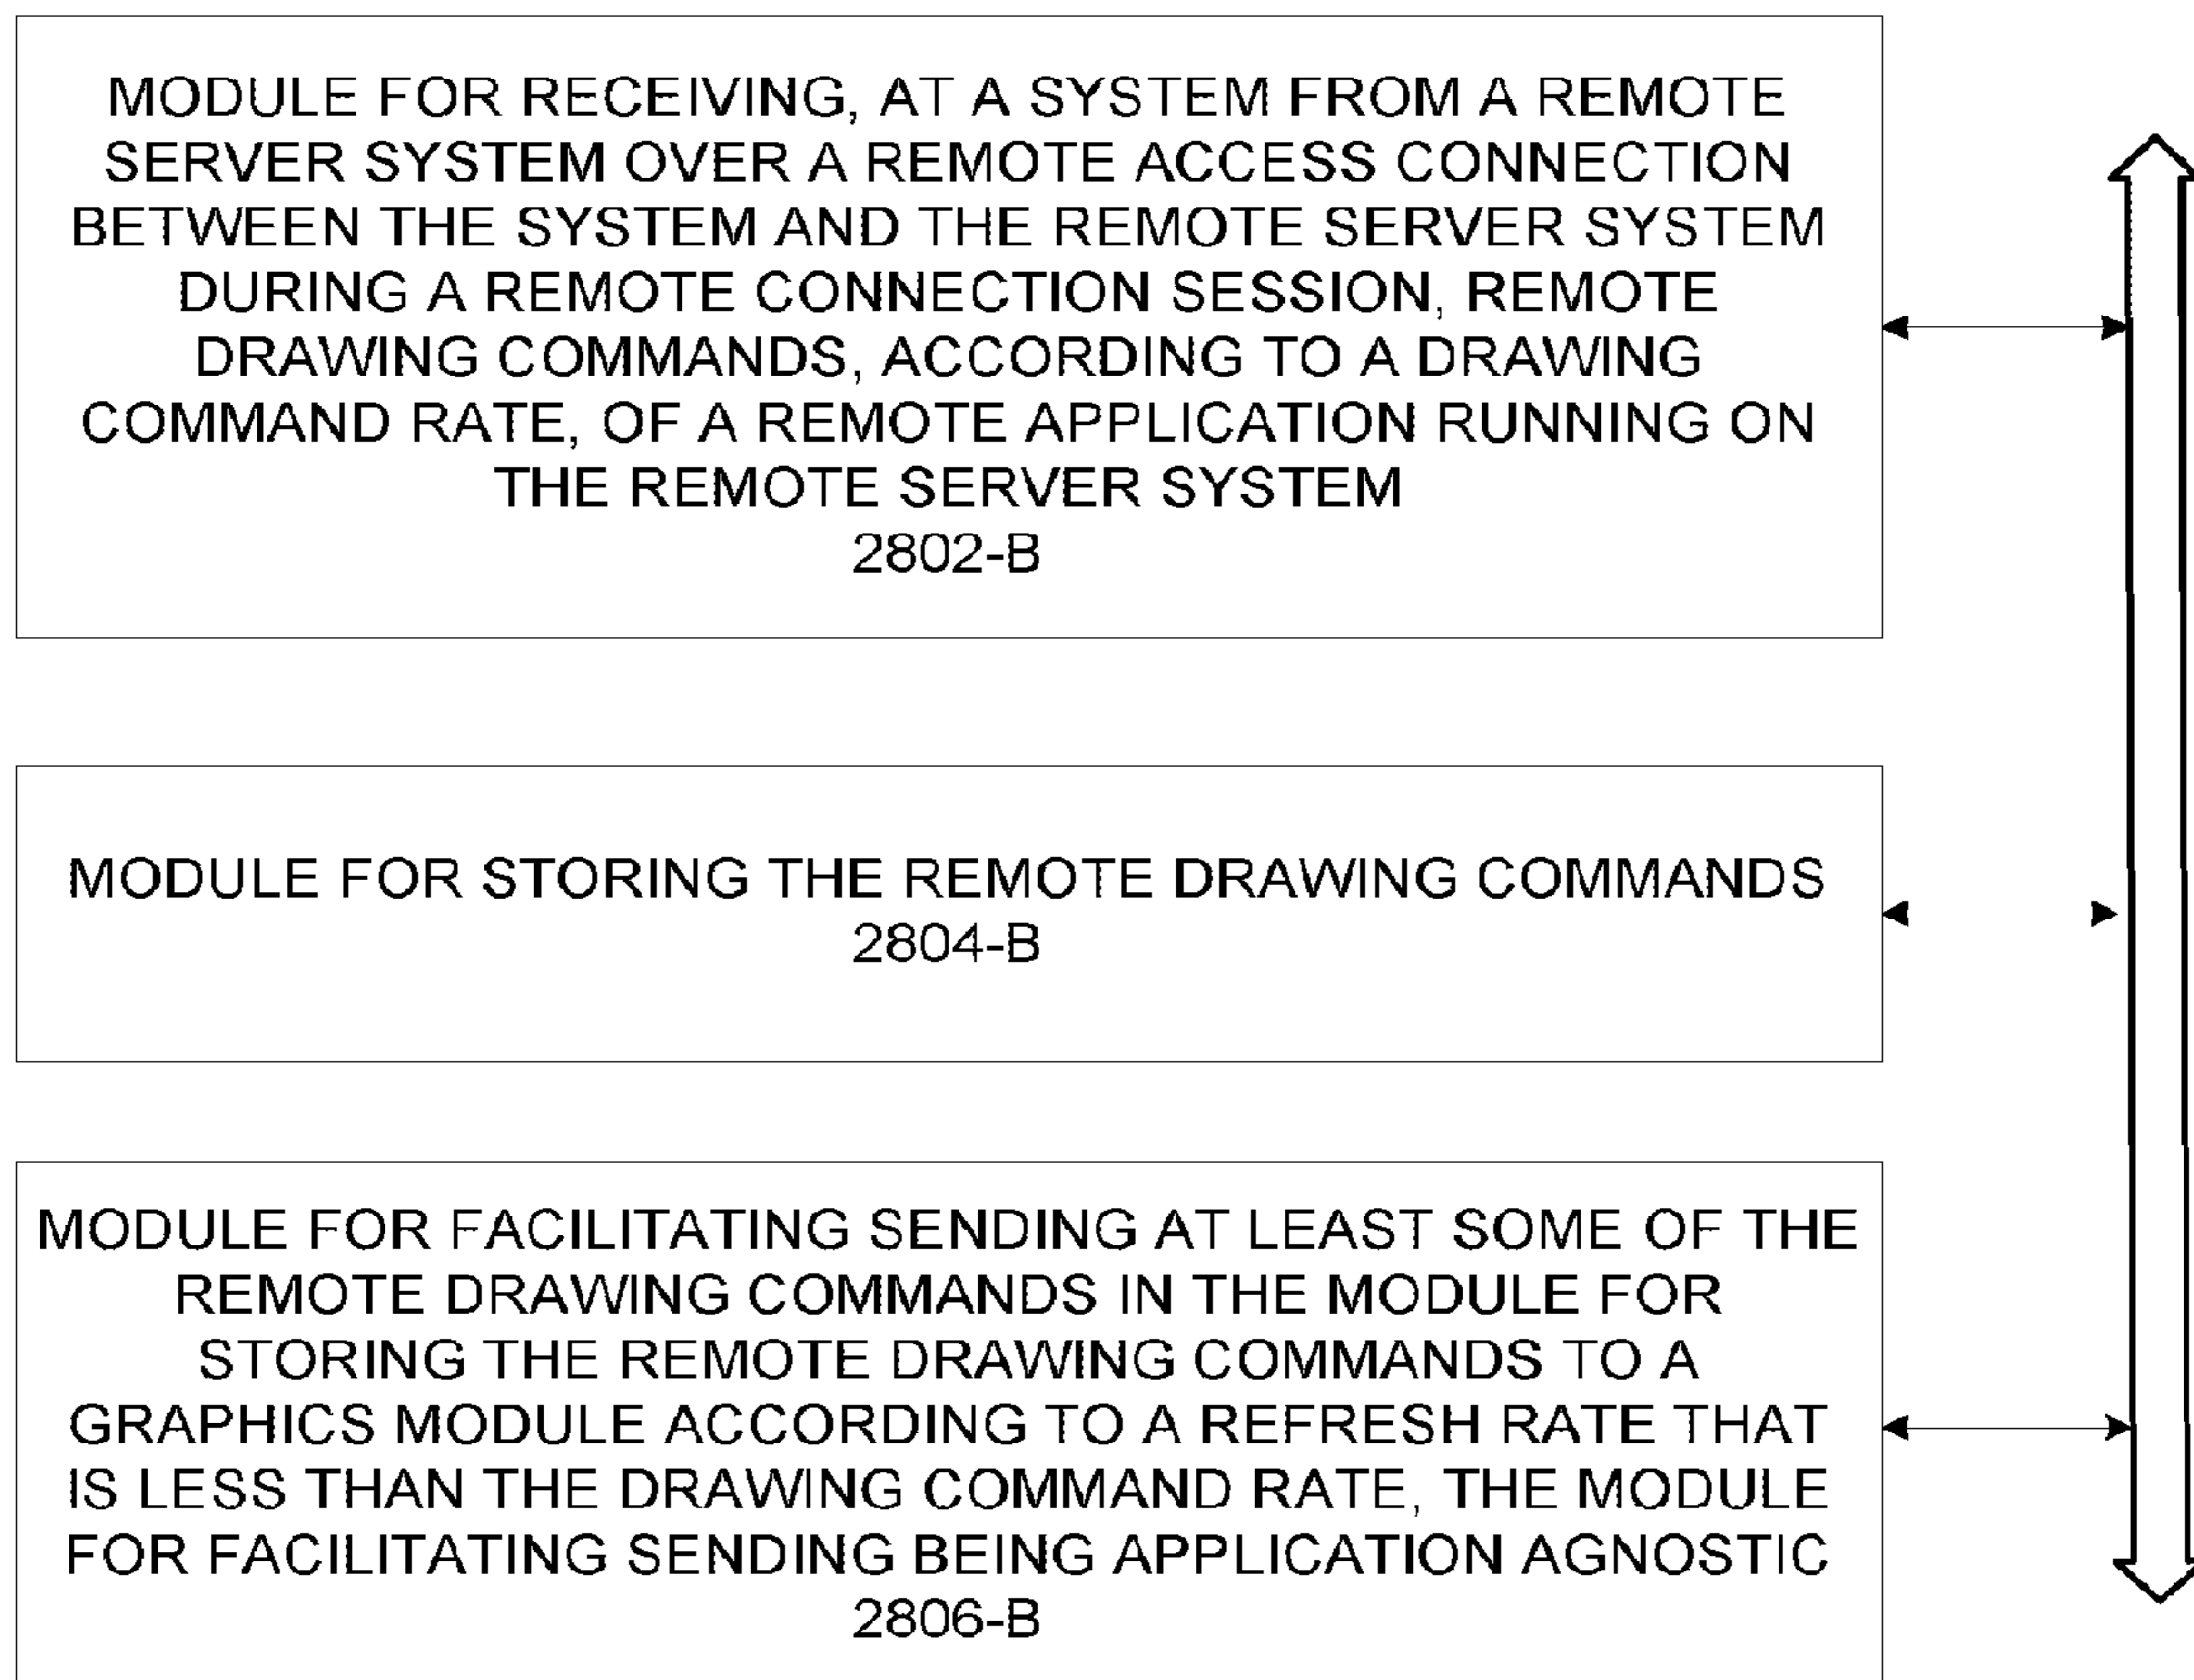 MODULE FOR RECEIVING, AT A SYSTEM FROM A REMOTE
SERVER SYSTEM OVER A REMOTE ACCESS CONNECTION
BETWEEN THE SYSTEM AND THE REMOTE SERVER SYSTEM
DURING A REMOTE CONNECTION SESSION, REMOTE
DRAWING COMMANDS, ACCORDING TO A DRAWING
COMMAND RATE, OF A REMOTE APPLICATION RUNNING ON
THE REMOTE SERVER SYSTEM
2802-B
MODULE FOR STORING THE REMOTE DRAWING COMMANDS
2804-B
MODULE FOR FACILITATING SENDING AT LEAST SOME OF THE
REMOTE DRAWING COMMANDS IN THE MODULE FOR
STORING THE REMOTE DRAWING COMMANDS TO A
GRAPHICS MODULE ACCORDING TO A REFRESH RATE THAT
IS LESS THAN THE DRAWING COMMAND RATE, THE MODULE
FOR FACILITATING SENDING BEING APPLICATION AGNOSTIC
2806-B